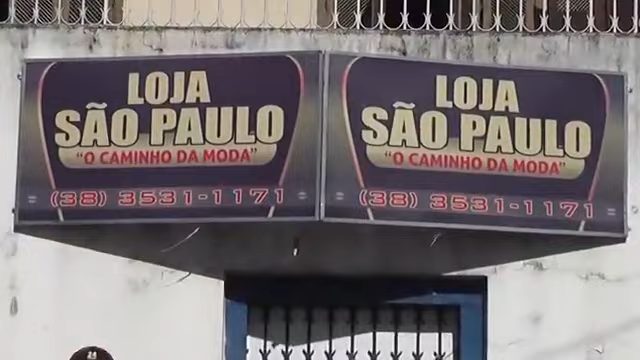 LOJA
SÃO PAULO
"O CAMINHO DA MODA"
(38) 3531-1171
LOJA
SÃO PAULO
"O CAMINHO DA MODA"
(38) 3531-1171